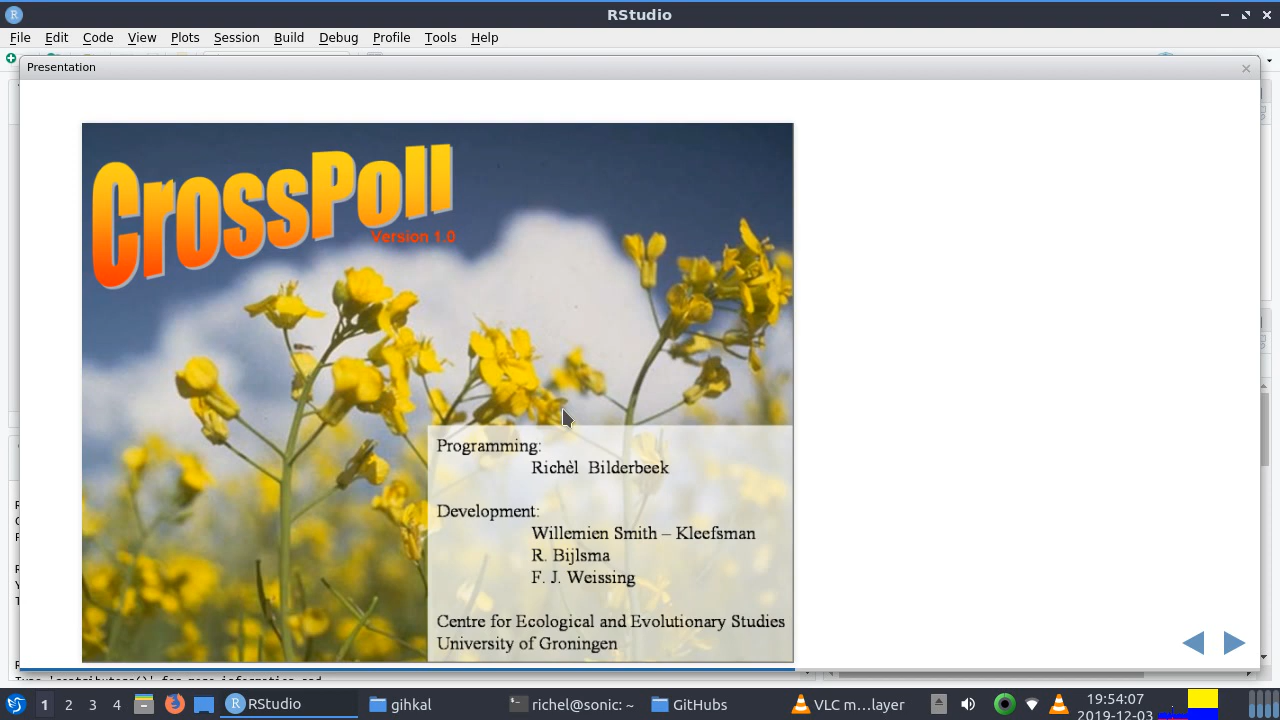 RStudio
File Edit Code View Plots Session Build Debug Profile Tools Help
Presentation
CrossPoll
Version 1.0
Programming:
Richèl Bilderbeek
Development:
Willemien Smith – Kleefsman
R. Bijlsma
F. J. Weissing
Centre for Ecological and Evolutionary Studies
University of Groningen
1 2 3 4 RStudio gihkal richel@sonic: ~ GitHubs VLC m...layer 19:54:07
2019-12-03